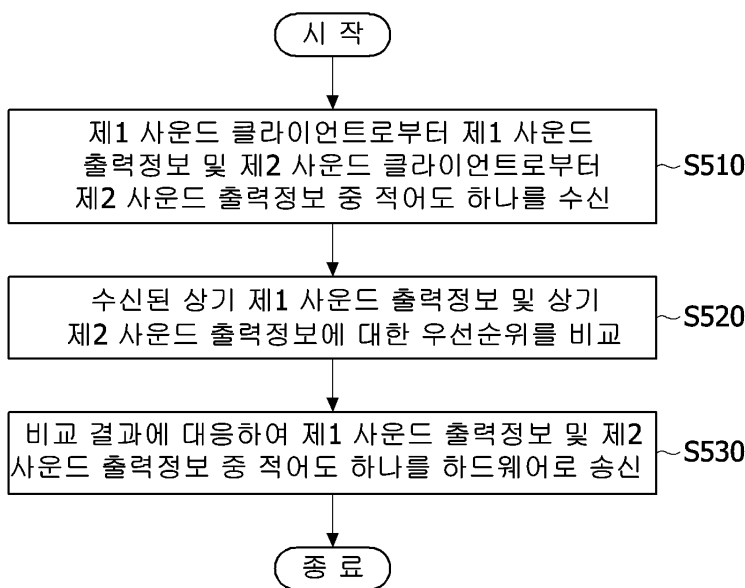 시 작
제1 사운드 클라이언트로부터 제1 사운드
출력정보 및 제2 사운드 클라이언트로부터
제2 사운드 출력정보 중 적어도 하나를 수신
S510
수신된 상기 제1 사운드 출력정보 및 상기
제2 사운드 출력정보에 대한 우선순위를 비교
S520
비교 결과에 대응하여 제1 사운드 출력정보 및 제2
사운드 출력정보 중 적어도 하나를 하드웨어로 송신
S530
종 료